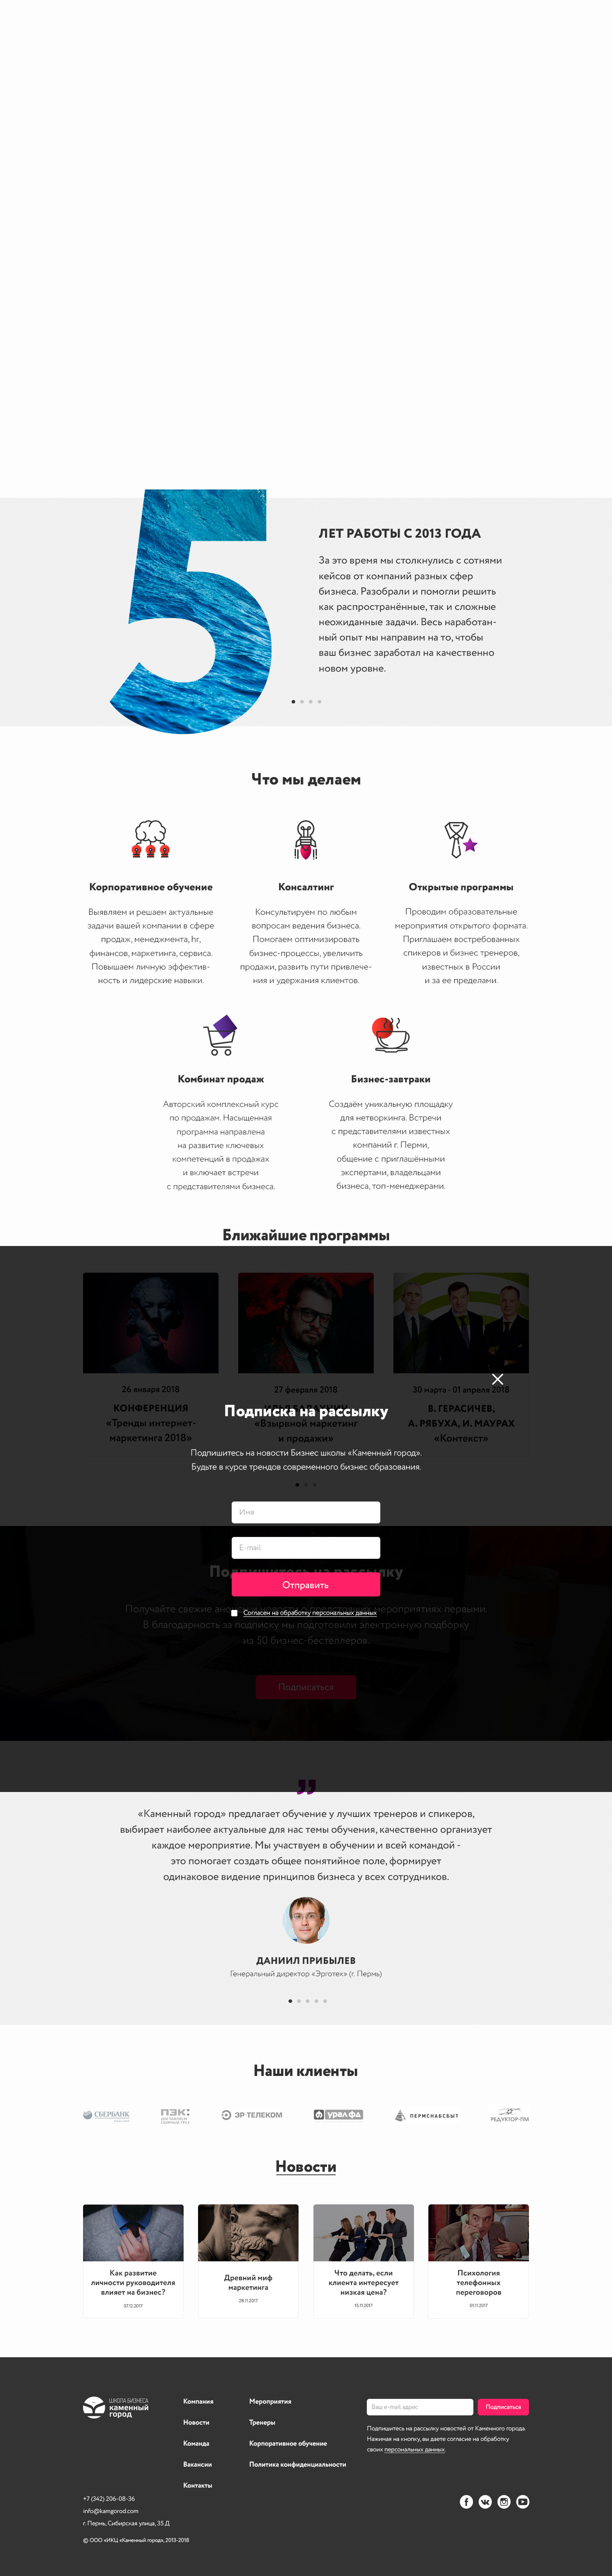 ЛЕТ РАБОТЫ С 2013 ГОДА
За это время мы столкнулись с сотнями
кейсов от компаний разных сфер
бизнеса. Разобрали и помогли решить
как распространённые, так и сложные
неожиданные задачи. Весь наработан-
ный опыт мы направим на то, чтобы
ваш бизнес заработал на качественно
новом уровне.
5
Что мы делаем
Корпоративное обучение
Выявляем и решаем актуальные
задачи вашей компании в сфере
продаж, менеджмента, hr,
финансов, маркетинга, сервиса.
Повышаем личную эффектив-
ность и лидерские навыки.
Консалтинг
Консультируем по любым
вопросам ведения бизнеса.
Помогаем оптимизировать
бизнес-процессы, увеличить
продажи, развить пути привлече-
ния и удержания клиентов.
Открытые программы
Проводим образовательные
мероприятия открытого формата.
Приглашаем востребованных
спикеров и бизнес тренеров,
известных в России
и за ее пределами.
Комбинат продаж
Авторский комплексный курс
по продажам. Насыщенная
программа направлена
на развитие ключевых
компетенций в продажах
и включает встречи
с представителями бизнеса.
Бизнес-завтраки
Создаём уникальную площадку
для нетворкинга. Встречи
с представителями известных
компаний г. Перми,
общение с приглашёнными
экспертами, владельцами
бизнеса, топ-менеджерами.
Ближайшие программы
26 января 2018
КОНФЕРЕНЦИЯ
«Тренды интернет-
маркетинга 2018»
27 февраля 2018
«Взрывной маркетинг
и продажи»
30 марта - 01 апреля 2018
В. ГЕРАСИЧЕВ,
А. РЯБУХА, И. МАУРАХ
«Контекст»
Подписка на рассылку
Подпишитесь на новости Бизнес школы «Каменный город».
Будьте в курсе трендов современного бизнес образования.
Имя
E-mail
Отправить
Согласен на обработку персональных данных
Подпишитесь на рассылку
Получайте свежие анонсы и новости о предстоящих мероприятиях первыми.
В благодарность за подписку мы подготовили электронную подборку
из 50 бизнес-бестселлеров.
Подписаться
«Каменный город» предлагает обучение у лучших тренеров и спикеров,
выбирает наиболее актуальные для нас темы обучения, качественно организует
каждое мероприятие. Мы участвуем в обучении и всей командой -
это помогает создать общее понятийное поле, формирует
одинаковое видение принципов бизнеса у всех сотрудников.
ДАНИИЛ ПРИБЫЛЕВ
Генеральный директор «Эрготек» (г. Пермь)
Наши клиенты
СБЕРБАНК
ПЭК:
ЭР-ТЕЛЕКОМ
УРАЛ ФД
ПЕРМСНАБСБЫТ
РЕДУКТОР-ПМ
Новости
Как развитие
личности руководителя
влияет на бизнес?
07.12.2017
Древний миф
маркетинга
28.11.2017
Что делать, если
клиента интересует
низкая цена?
15.11.2017
Психология
телефонных
переговоров
01.11.2017
ШКОЛА БИЗНЕСА
каменный
город
Компания
Новости
Команда
Вакансии
Контакты
Мероприятия
Тренеры
Корпоративное обучение
Политика конфиденциальности
Ваш e-mail адрес
Подписаться
Подпишитесь на рассылку новостей от Каменного города.
Нажимая на кнопку, вы даете согласие на обработку
своих персональных данных.
+7 (342) 206-08-36
info@kamgorod.com
г. Пермь, Сибирская улица, 35 Д
© ООО «ИКЦ «Каменный город», 2013-2018